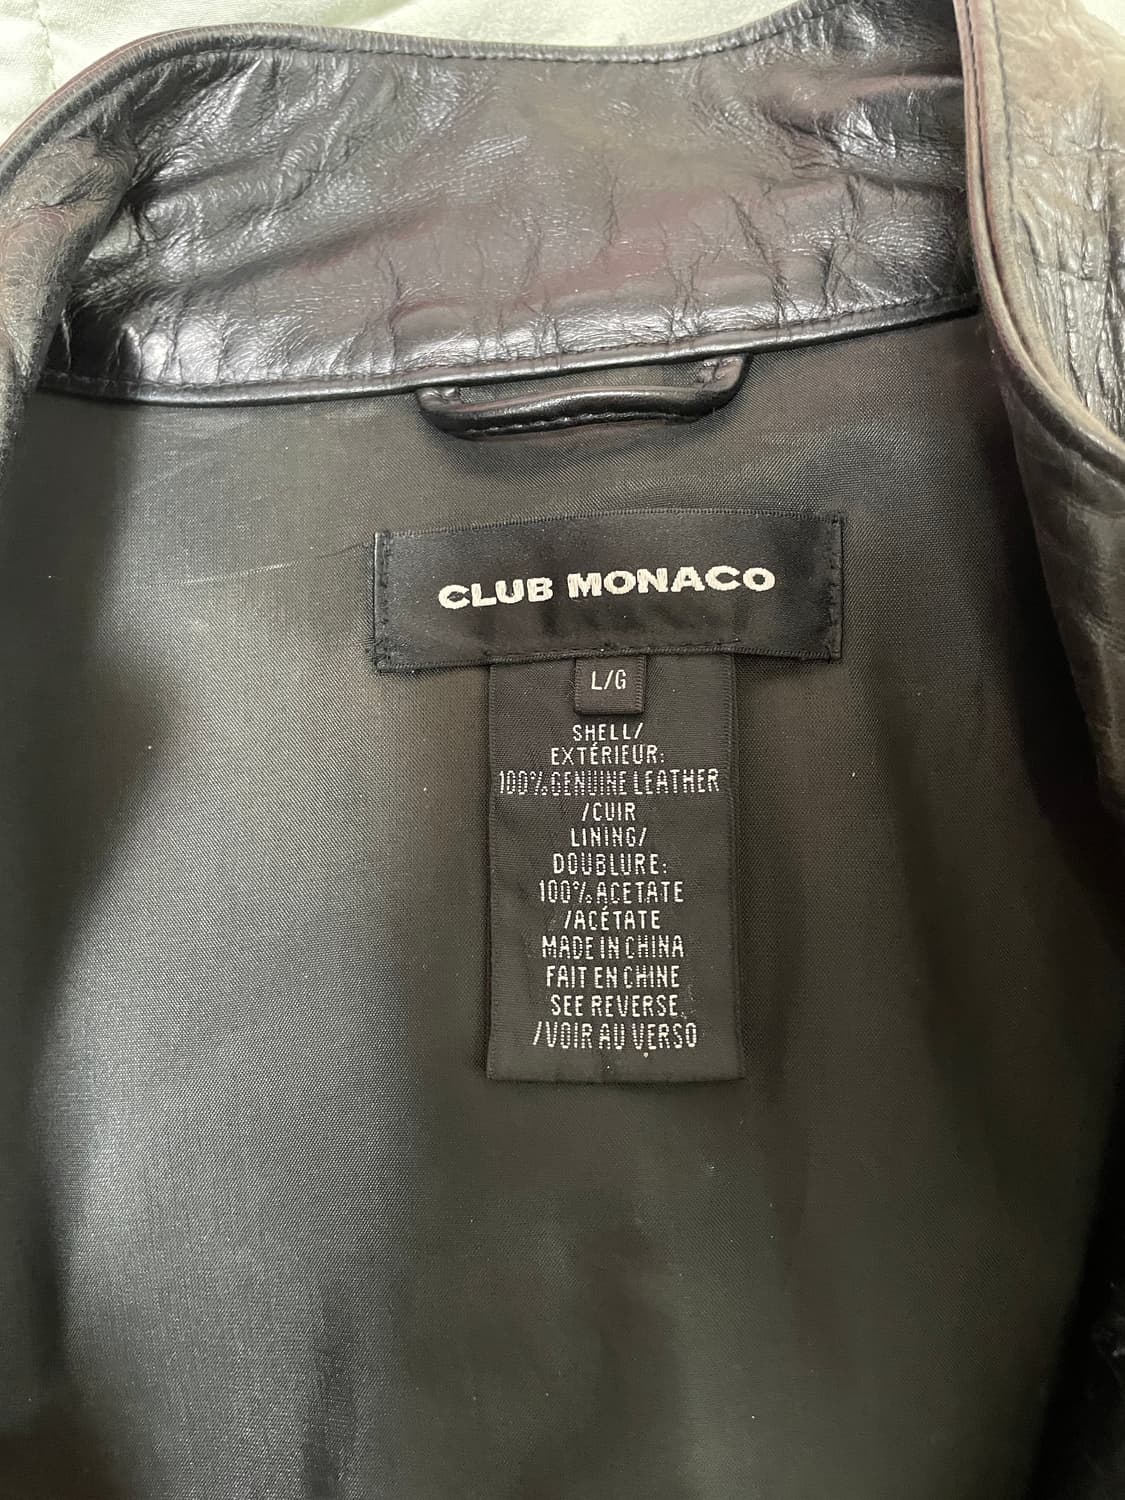 CLUB MONACO
L/G
SHELL/
EXTÉRIEUR:
100% GENUINE LEATHER
/CUIR
LINING/
DOUBLURE:
100% ACETATE
/ACÉTATE
MADE IN CHINA
FAIT EN CHINE
SEE REVERSE
/VOIR AU VERSO